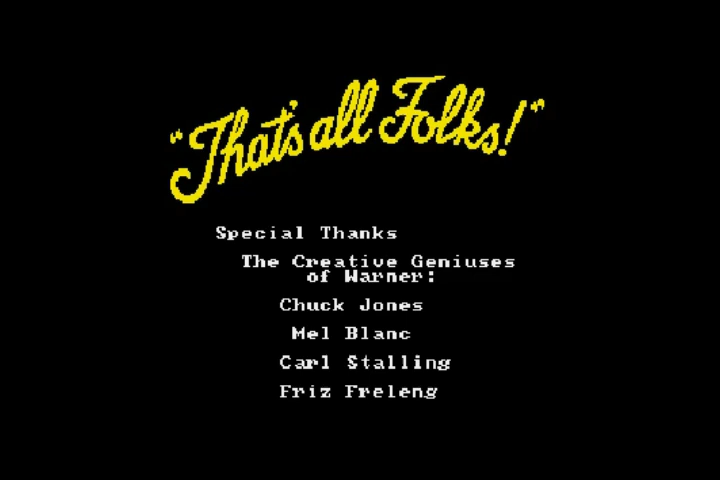 "That's all Folks!"
Special Thanks
The Creative Geniuses
of Warner:
Chuck Jones
Mel Blanc
Carl Stalling
Friz Freleng